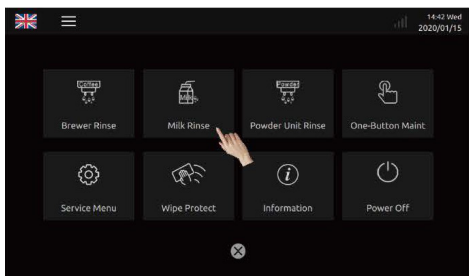 14:42 Wed
2020/01/15
Coffee
Milk
Powder
Brewer Rinse
Milk Rinse
Powder Unit Rinse
One-Button Maint
i
Service Menu
Wipe Protect
Information
Power Off